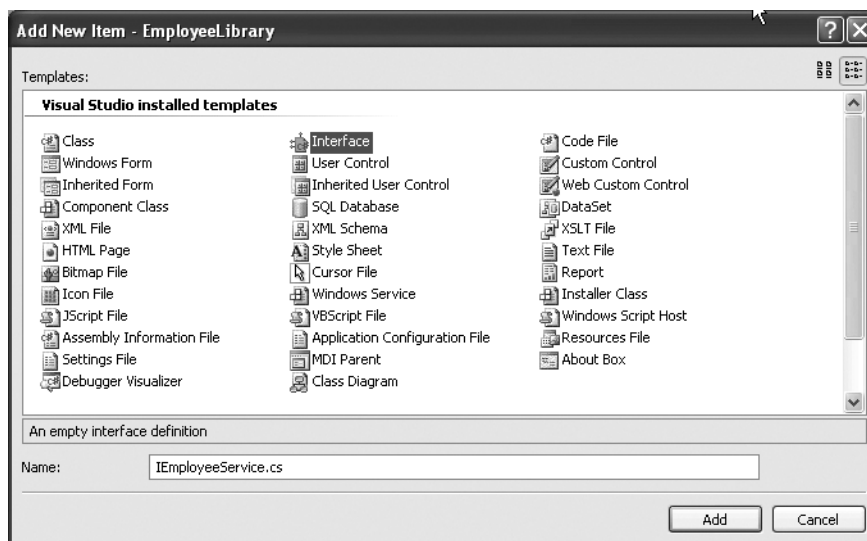 Add New Item - EmployeeLibrary
Templates:
Visual Studio installed templates
Class
Interface
Code File
Windows Form
User Control
Custom Control
Inherited Form
Inherited User Control
Web Custom Control
Component Class
SQL Database
DataSet
XML File
XML Schema
XSLT File
HTML Page
Style Sheet
Text File
Bitmap File
Cursor File
Report
Icon File
Windows Service
Installer Class
JScript File
VBScript File
Windows Script Host
Assembly Information File
Application Configuration File
Resources File
Settings File
MDI Parent
About Box
Debugger Visualizer
Class Diagram
An empty interface definition
Name:
IEmployeeService.cs
Add
Cancel